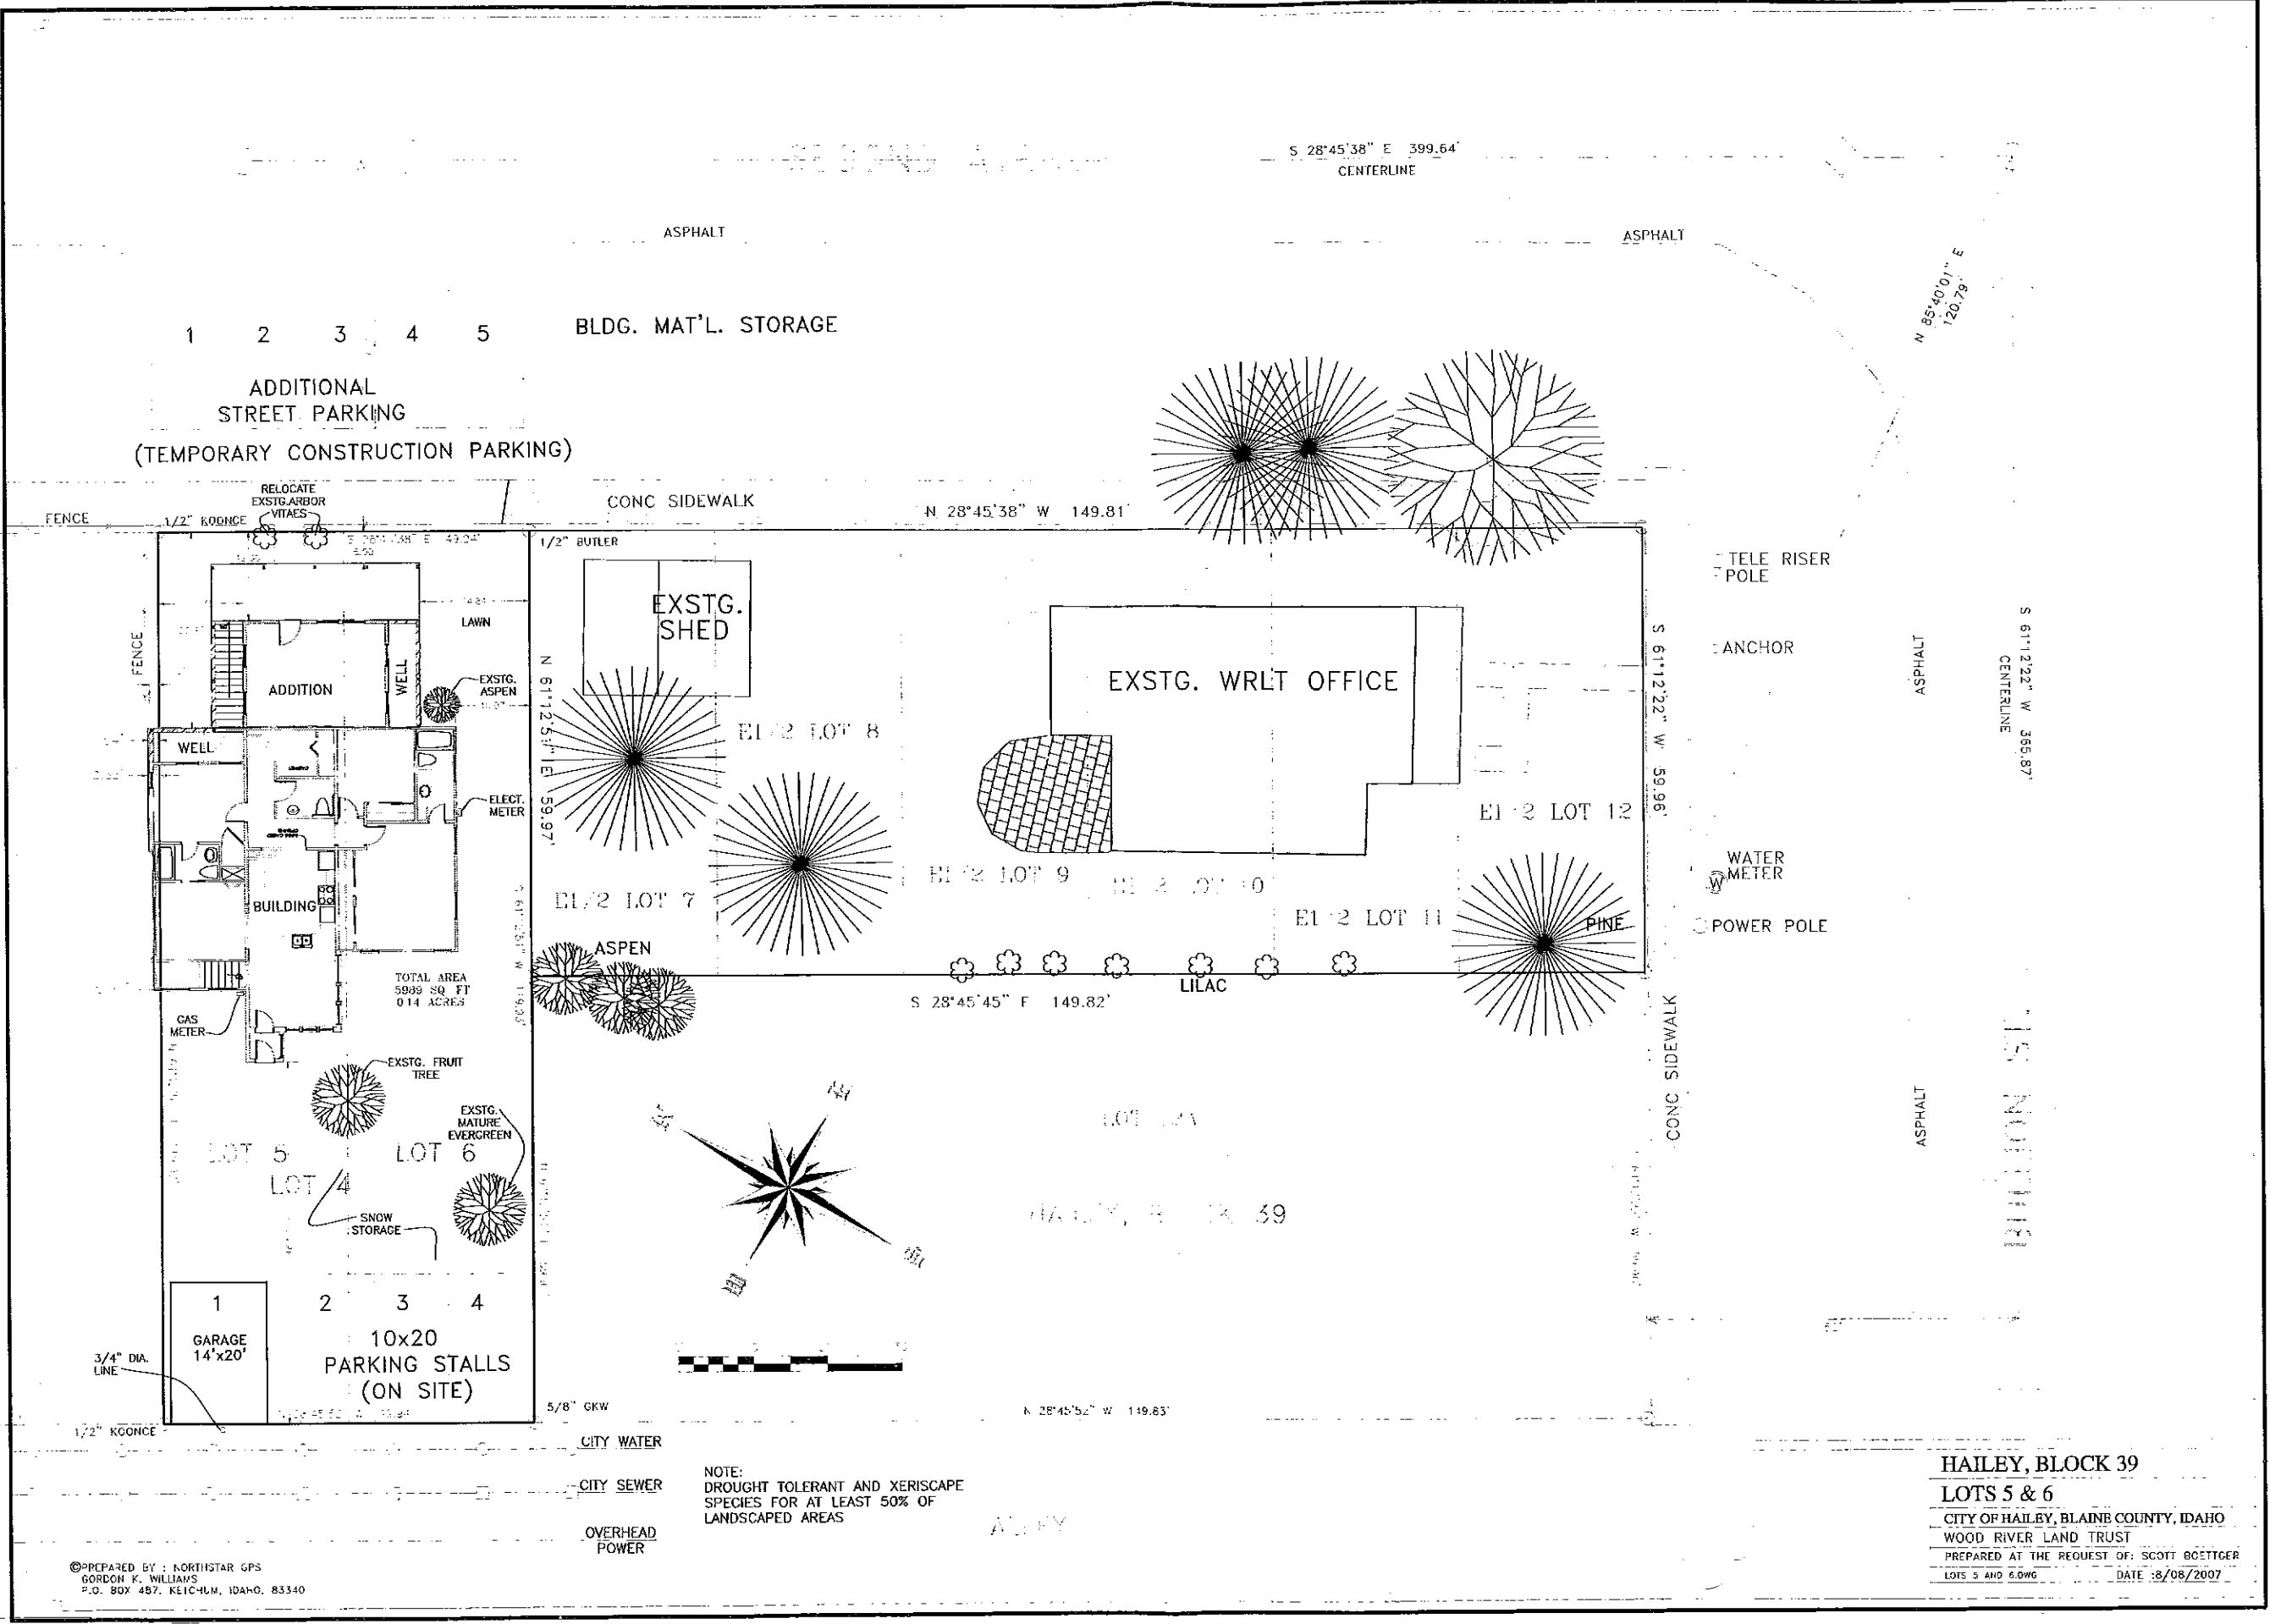 S 28°45'38" E 399.64'
CENTERLINE
ASPHALT
ASPHALT
N 85°40'01" E
120.79'
1 2 3 4 5
BLDG. MAT'L. STORAGE
ADDITIONAL
STREET PARKING
(TEMPORARY CONSTRUCTION PARKING)
RELOCATE
EXSTG.ARBOR
VITAES
FENCE
1/2" KOONCE
CONC SIDEWALK
N 28°45'38" W 149.81'
1/2" BUTLER
TELE RISER
POLE
EXSTG.
SHED
LAWN
FENCE
ANCHOR
ADDITION
WELL
EXSTG.
ASPEN
EXSTG. WRLT OFFICE
N 61°12'51" E 59.97'
S 61°12'22" W 59.96'
ASPHALT
S 61°12'22" W 365.87'
CENTERLINE
E1/2 LOT 8
WELL
ELECT.
METER
E1/2 LOT 12
WATER
METER
W
E1/2 LOT 9
E1/2 LOT 7
BUILDING
E1/2 LOT 11
PINE
POWER POLE
ASPEN
TOTAL AREA
5989 SQ FT
0.14 ACRES
LILAC
S 28°45'45" E 149.82'
GAS
METER
CONC SIDEWALK
EXSTG. FRUIT
TREE
EXSTG.
MATURE
EVERGREEN
ASPHALT
LOT 5
LOT 6
LOT 4
SNOW
STORAGE
39
1
2 3 4
GARAGE
14'x20'
10x20
PARKING STALLS
(ON SITE)
3/4" DIA.
LINE
5/8" GKW
N 28°45'52" W 149.83'
1/2" KOONCE
CITY WATER
CITY SEWER
OVERHEAD
POWER
NOTE:
DROUGHT TOLERANT AND XERISCAPE
SPECIES FOR AT LEAST 50% OF
LANDSCAPED AREAS
HAILEY, BLOCK 39
LOTS 5 & 6
CITY OF HAILEY, BLAINE COUNTY, IDAHO
WOOD RIVER LAND TRUST
PREPARED AT THE REQUEST OF: SCOTT BOETTGER
LOTS 5 AND 6.DWG DATE :8/08/2007
©PREPARED BY : NORTHSTAR GPS
GORDON K. WILLIAMS
P.O. BOX 487, KETCHUM, IDAHO, 83340